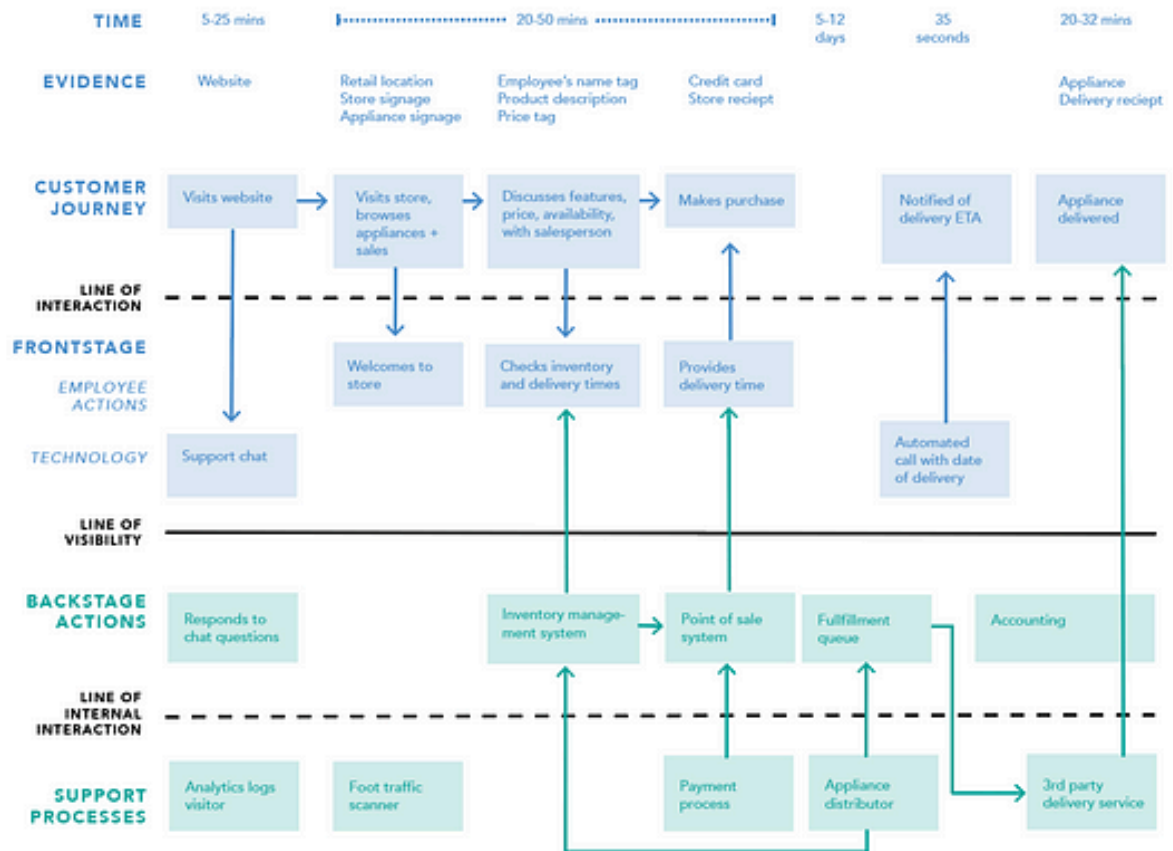 TIME
5-25 mins
20-50 mins
5-12
days
35
seconds
20-32 mins
EVIDENCE
Website
Retail location
Store signage
Appliance signage
Employee's name tag
Product description
Price tag
Credit card
Store reciept
Appliance
Delivery reciept
CUSTOMER
JOURNEY
Visits website
Visits store,
browses
appliances +
sales
Discusses features,
price, availability,
with salesperson
Makes purchase
Notified of
delivery ETA
Appliance
delivered
LINE OF
INTERACTION
FRONTSTAGE
EMPLOYEE
ACTIONS
Welcomes to
store
Checks inventory
and delivery times
Provides
delivery time
TECHNOLOGY
Support chat
Automated
call with date
of delivery
LINE OF
VISIBILITY
BACKSTAGE
ACTIONS
Responds to
chat questions
Inventory manage-
ment system
Point of sale
system
Fullfillment
queue
Accounting
LINE OF
INTERNAL
INTERACTION
SUPPORT
PROCESSES
Analytics logs
visitor
Foot traffic
scanner
Payment
process
Appliance
distributor
3rd party
delivery service